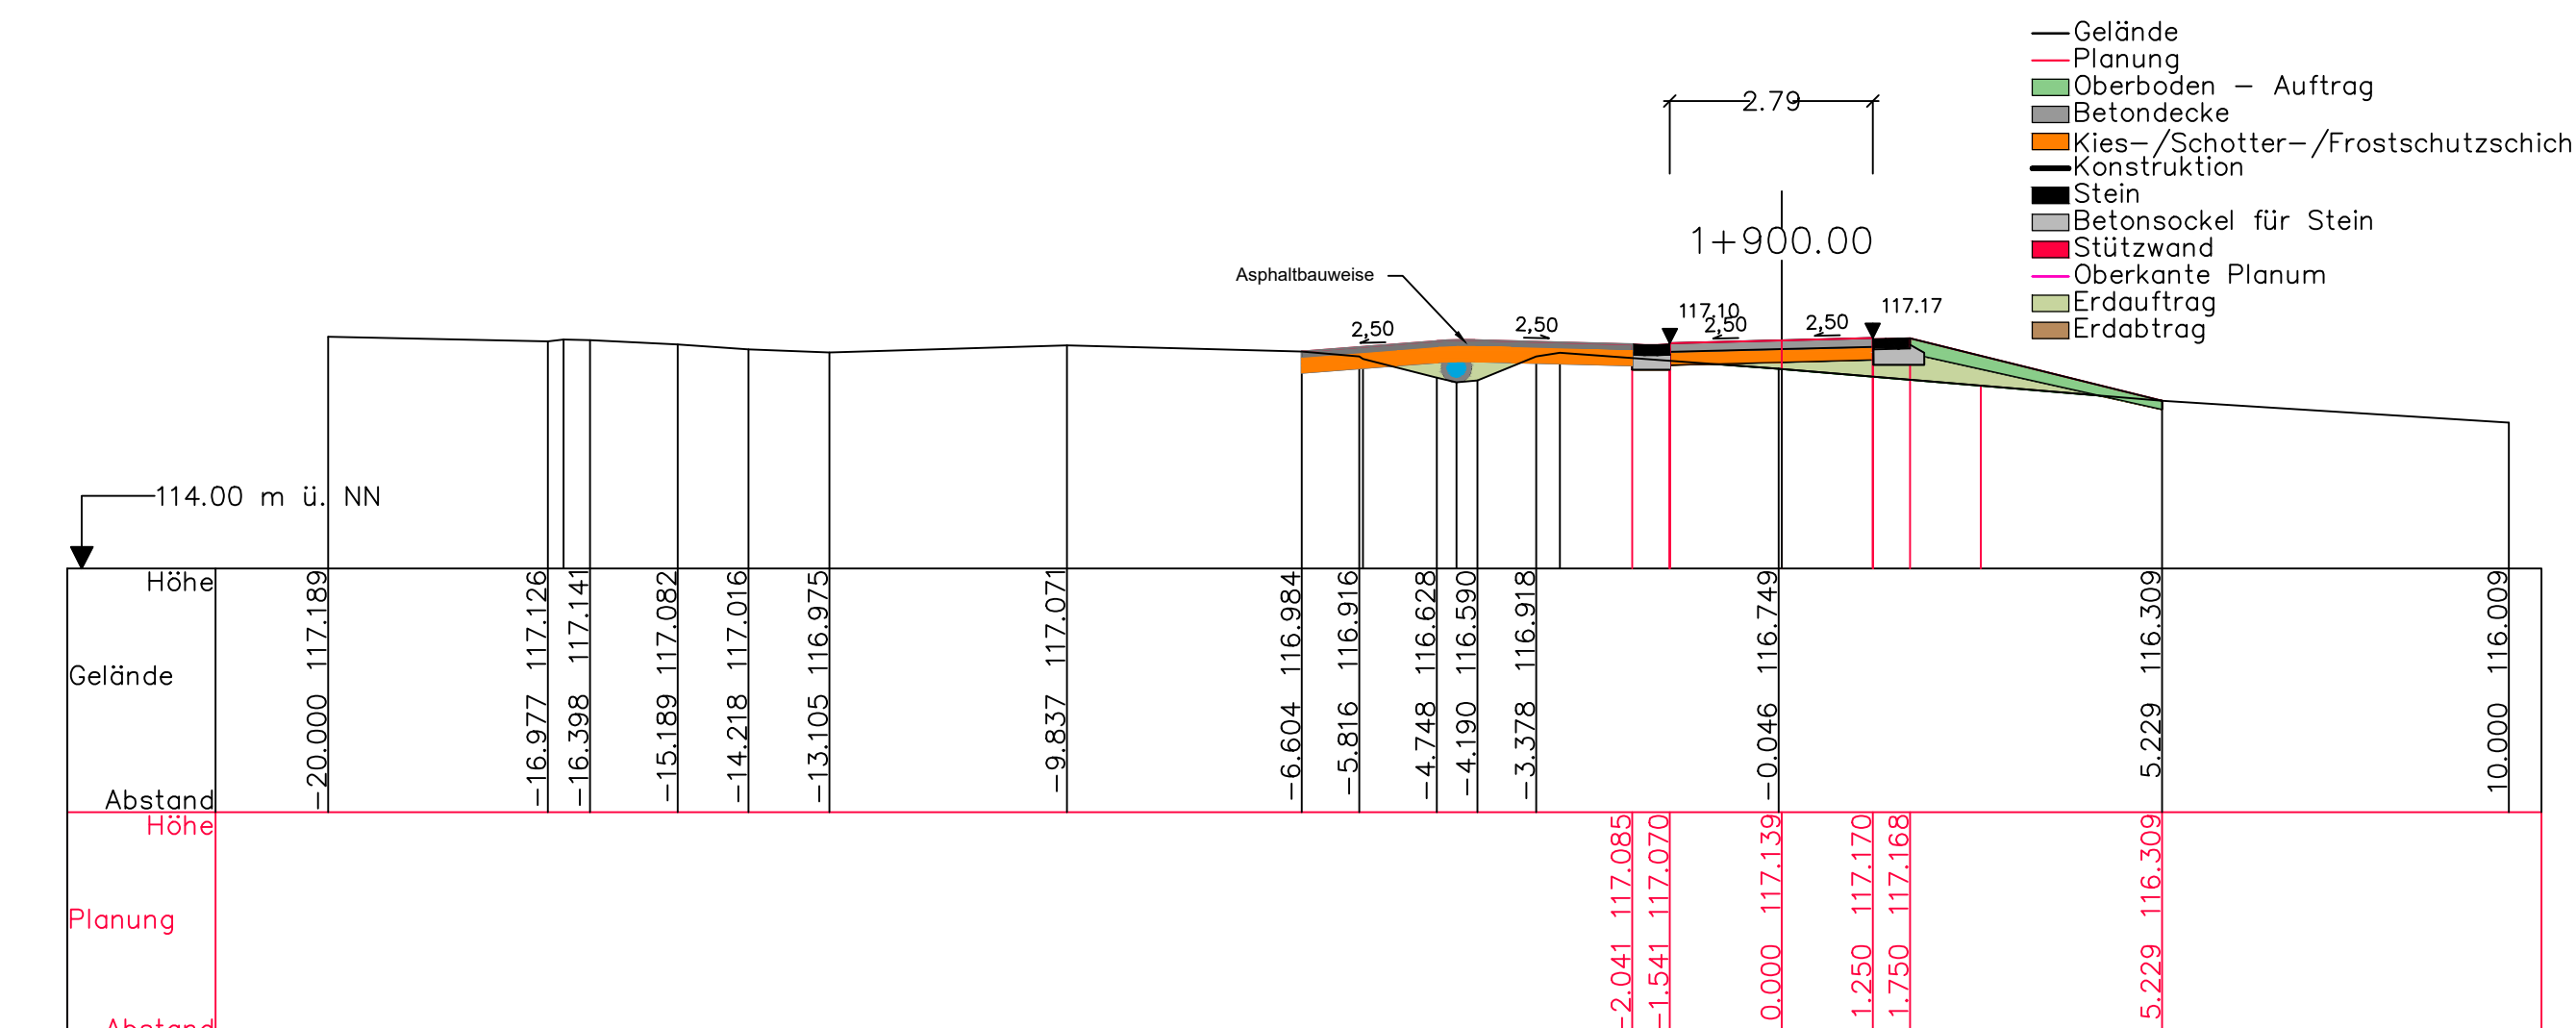 Gelände
Planung
Oberboden – Auftrag
Betondecke
Kies–/Schotter–/Frostschutzschich
Konstruktion
Stein
Betonsockel für Stein
Stützwand
Oberkante Planum
Erdauftrag
Erdabtrag
2.79
1+900.00
Asphaltbauweise
117.10
117.17
2,50
2,50
2,50
2,50
114.00 m ü. NN
Höhe
Gelände
Abstand
117.189
117.126
117.141
117.082
117.016
116.975
117.071
116.984
116.916
116.628
116.590
116.918
116.749
116.309
116.009
-20.000
-16.977
-16.398
-15.189
-14.218
-13.105
-9.837
-6.604
-5.816
-4.748
-4.190
-3.378
-0.046
5.229
10.000
Höhe
Planung
Abstand
117.085
117.070
117.139
117.170
117.168
116.309
-2.041
-1.541
0.000
1.250
1.750
5.229